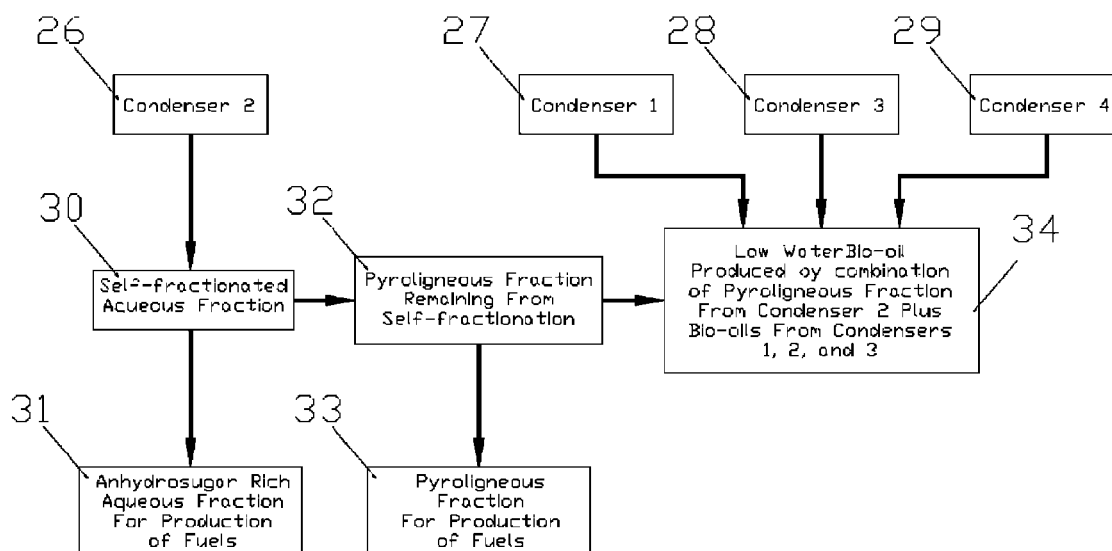 26
27
28
29
Condenser 2
Condenser 1
Condenser 3
Condenser 4
30
32
34
Self-fractionated
Aqueous Fraction
Pyroligneous Fraction
Remaining From
Self-fractionation
Low WaterBio-oil
Produced by combination
of Pyroligneous Fraction
From Condenser 2 Plus
Bio-oils From Condensers
1, 2, and 3
31
33
Anhydrosugar Rich
Aqueous Fraction
For Production
of Fuels
Pyroligneous
Fraction
For Production
of Fuels